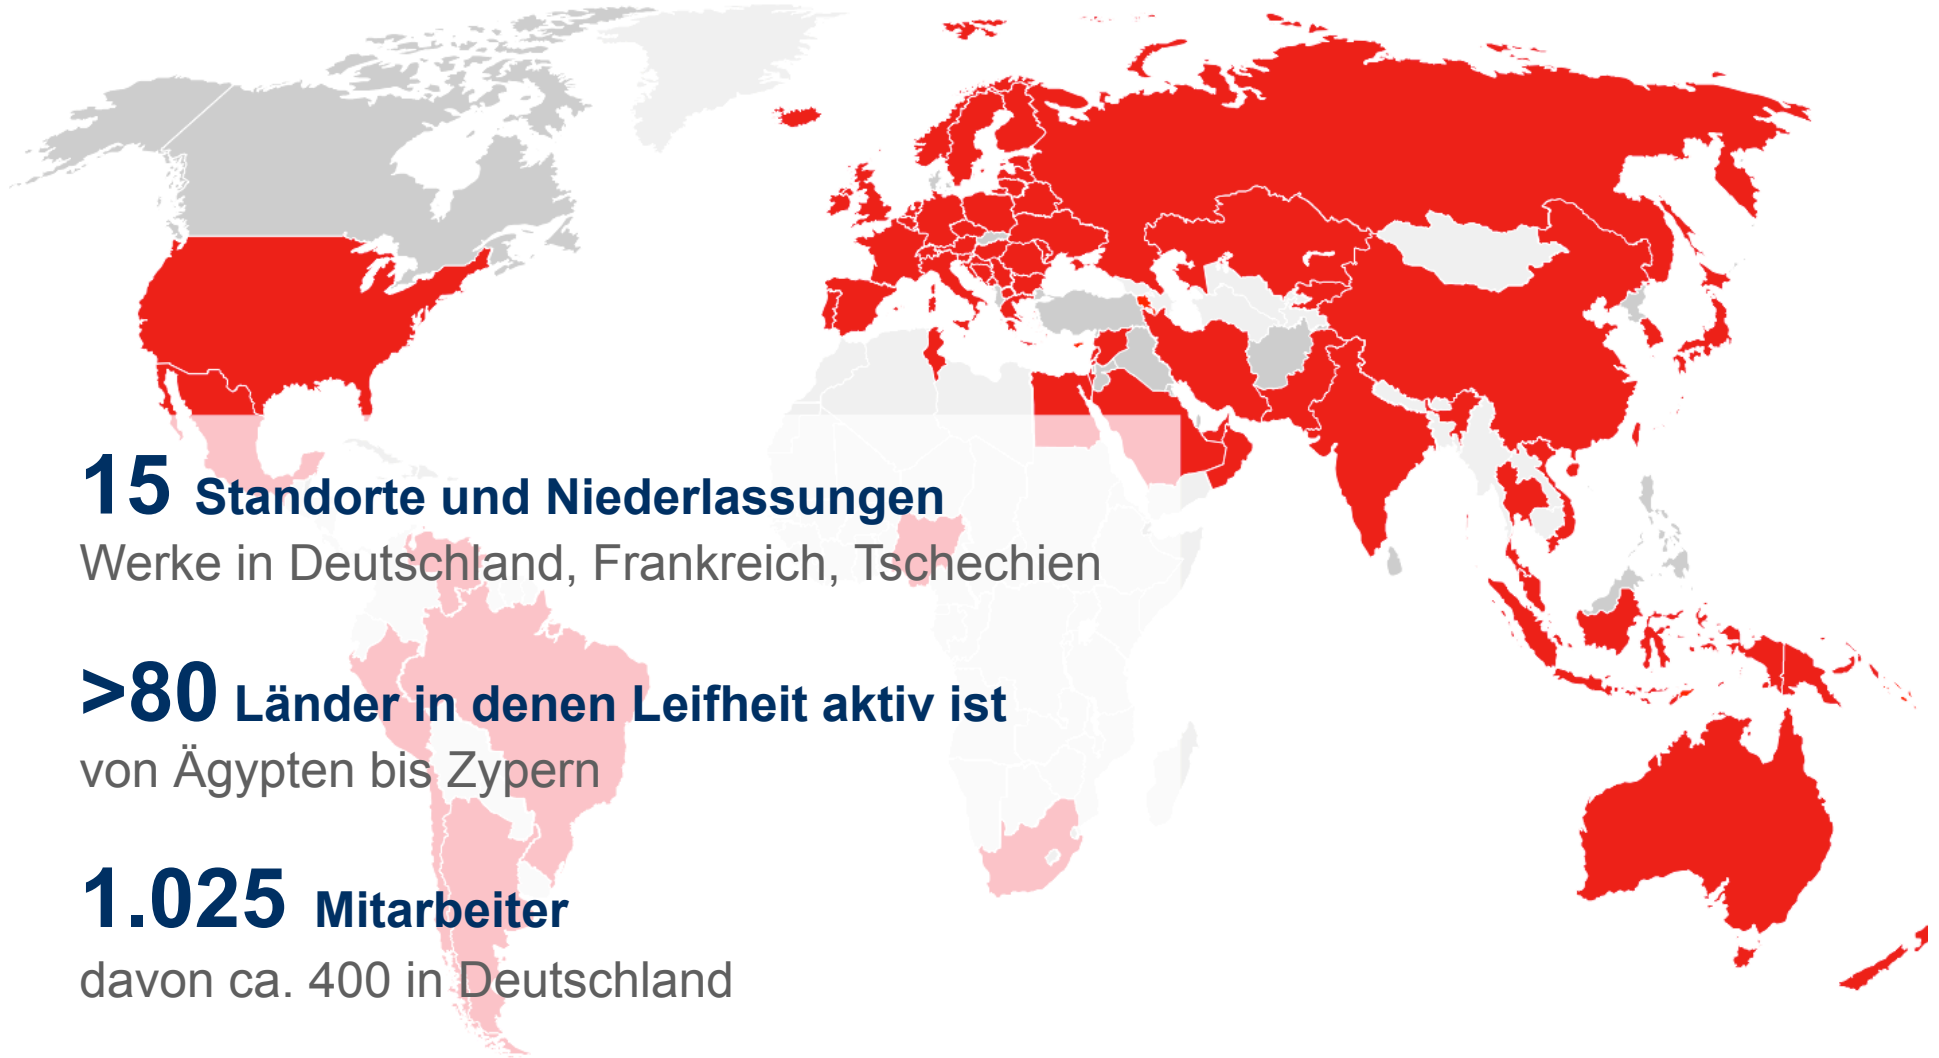 15 Standorte und Niederlassungen
Werke in Deutschland, Frankreich, Tschechien
>80 Länder in denen Leifheit aktiv ist
von Ägypten bis Zypern
1.025 Mitarbeiter
davon ca. 400 in Deutschland